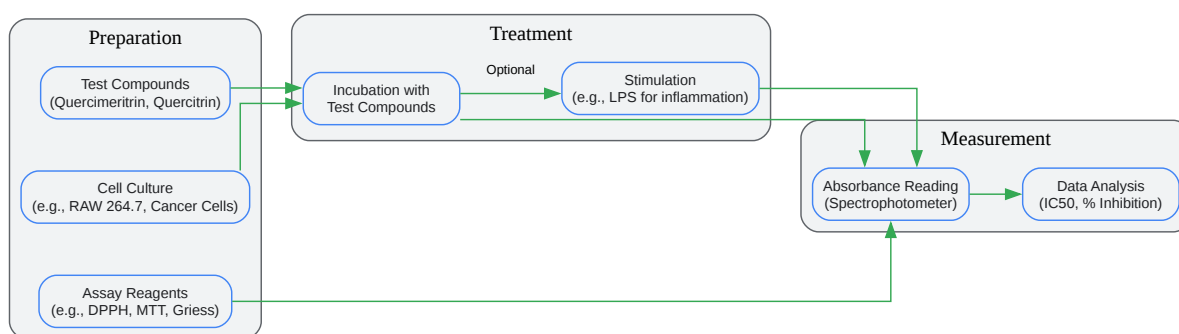 Preparation
Test Compounds
(Quercimeritrin, Quercitrin)
Cell Culture
(e.g., RAW 264.7, Cancer Cells)
Assay Reagents
(e.g., DPPH, MTT, Griess)
Treatment
Incubation with
Test Compounds
Optional
Stimulation
(e.g., LPS for inflammation)
Measurement
Absorbance Reading
(Spectrophotometer)
Data Analysis
(IC50, % Inhibition)